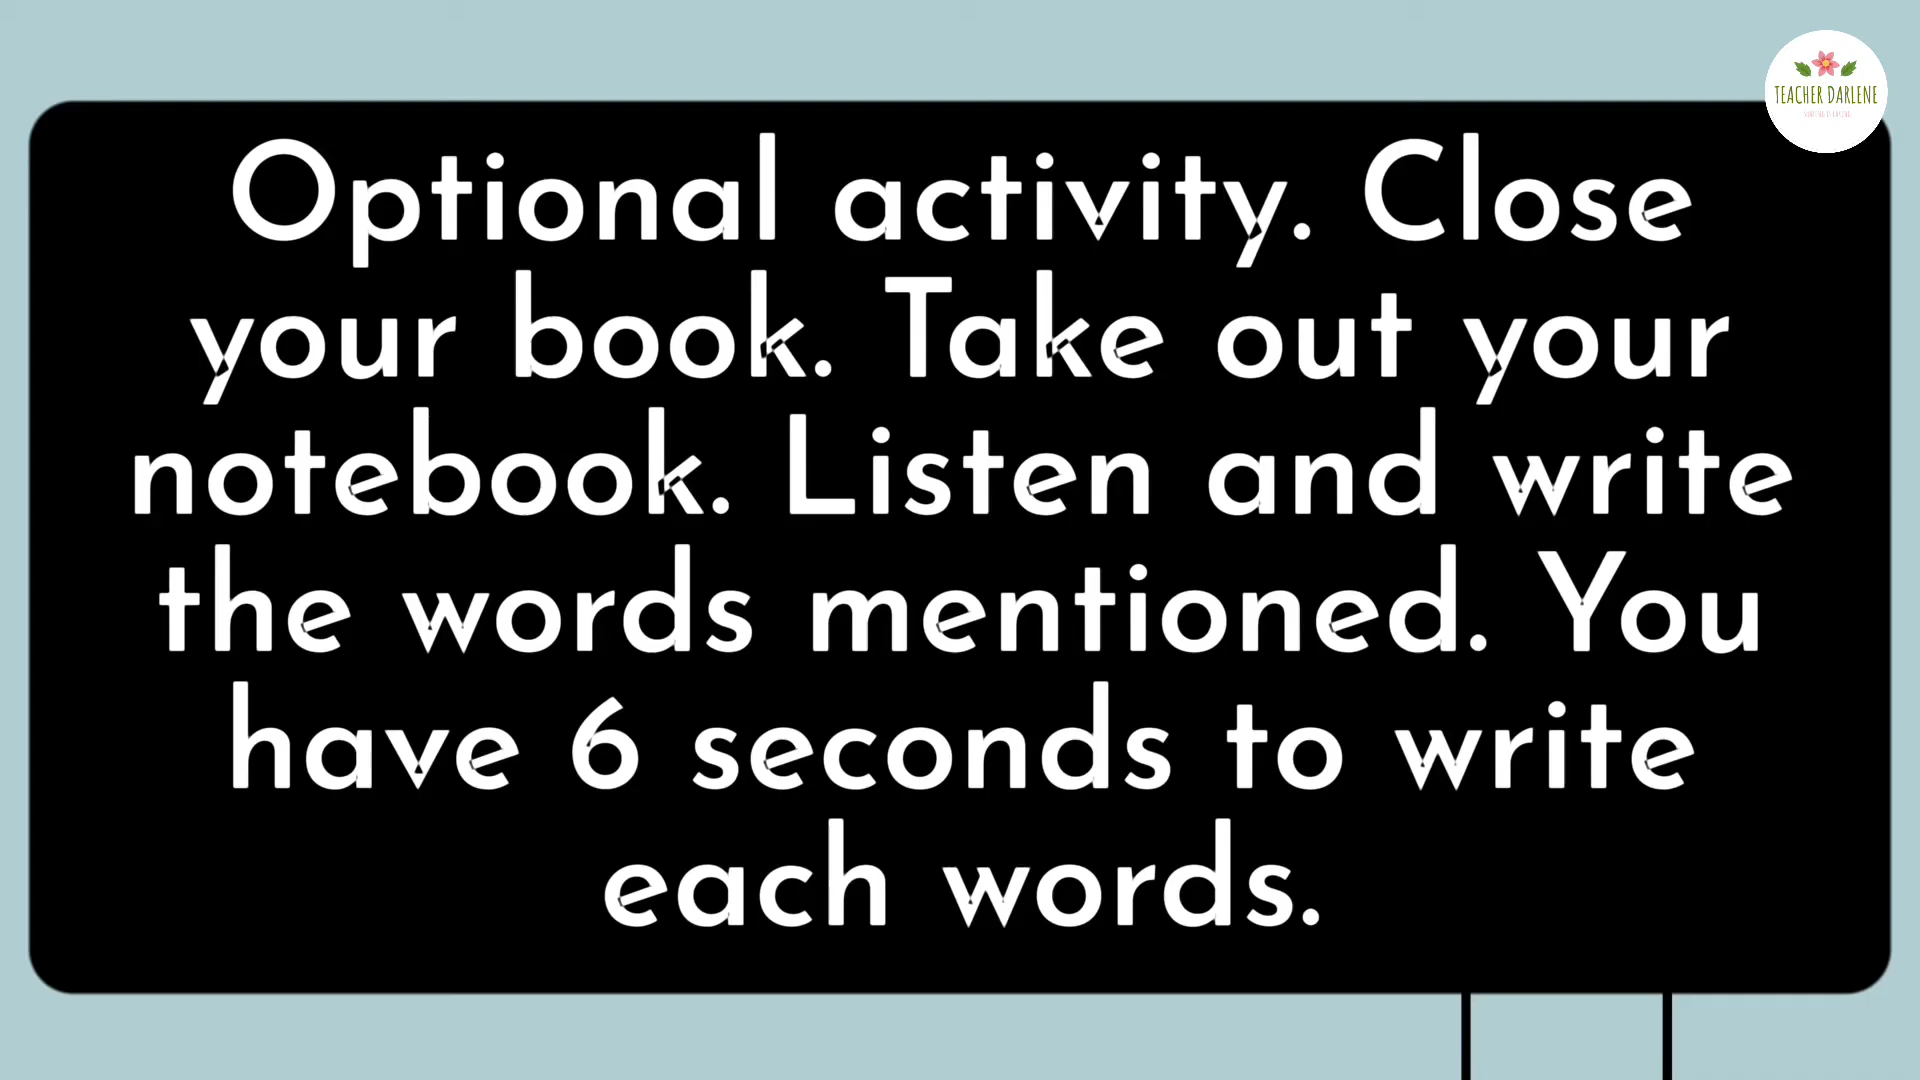 TEACHER DARLENE
Optional activity. Close
your book. Take out your
notebook. Listen and write
the words mentioned. You
have 6 seconds to write
each words.